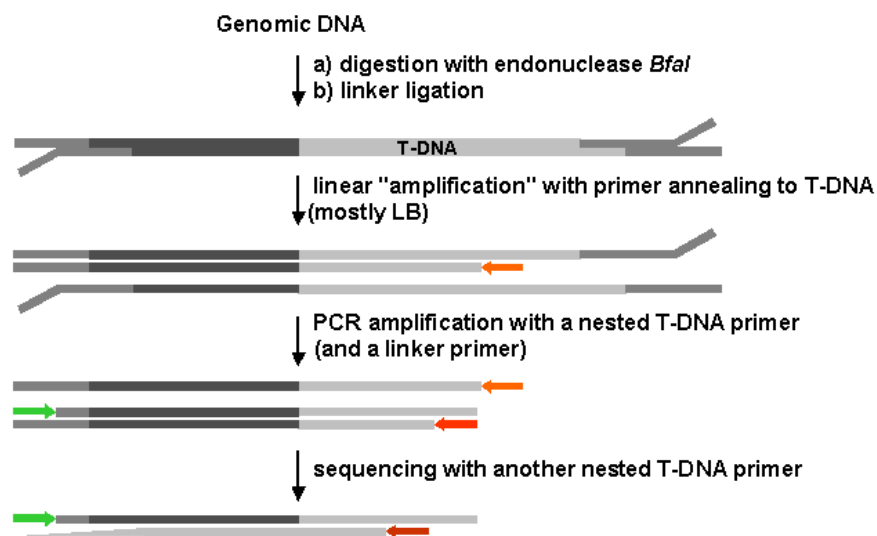 Genomic DNA
a) digestion with endonuclease BfaI
b) linker ligation
T-DNA
linear "amplification" with primer annealing to T-DNA
(mostly LB)
PCR amplification with a nested T-DNA primer
(and a linker primer)
sequencing with another nested T-DNA primer